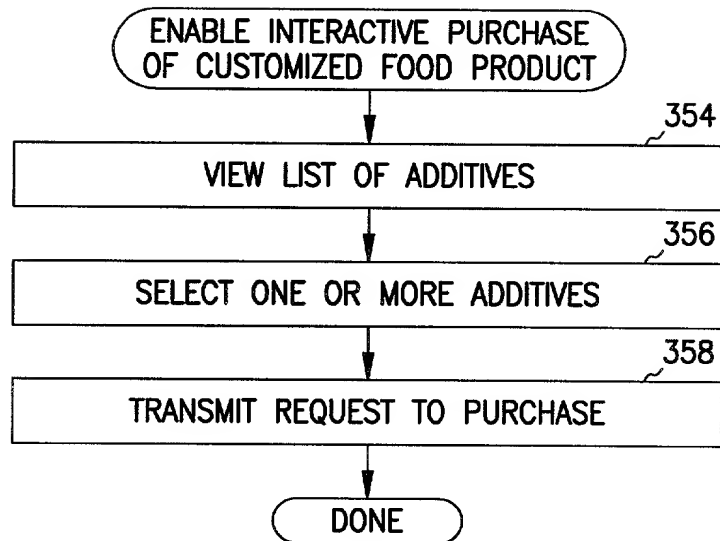 ENABLE INTERACTIVE PURCHASE
OF CUSTOMIZED FOOD PRODUCT
354
VIEW LIST OF ADDITIVES
356
SELECT ONE OR MORE ADDITIVES
358
TRANSMIT REQUEST TO PURCHASE
DONE